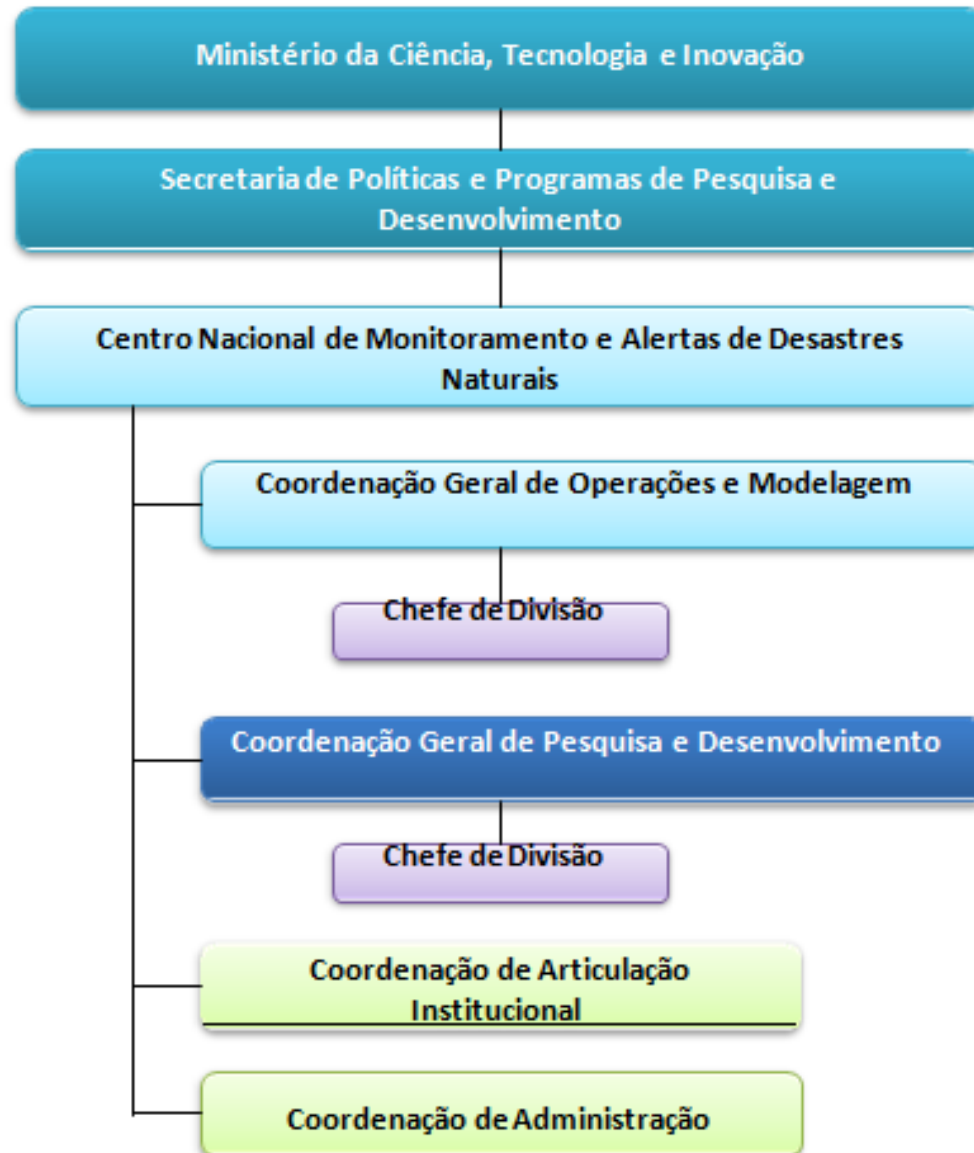 Ministério da Ciência, Tecnologia e Inovação
Secretaria de Políticas e Programas de Pesquisa e
Desenvolvimento
Centro Nacional de Monitoramento e Alertas de Desastres
Naturais
Coordenação Geral de Operações e Modelagem
Chefe de Divisão
Coordenação Geral de Pesquisa e Desenvolvimento
Chefe de Divisão
Coordenação de Articulação
Institucional
Coordenação de Administração